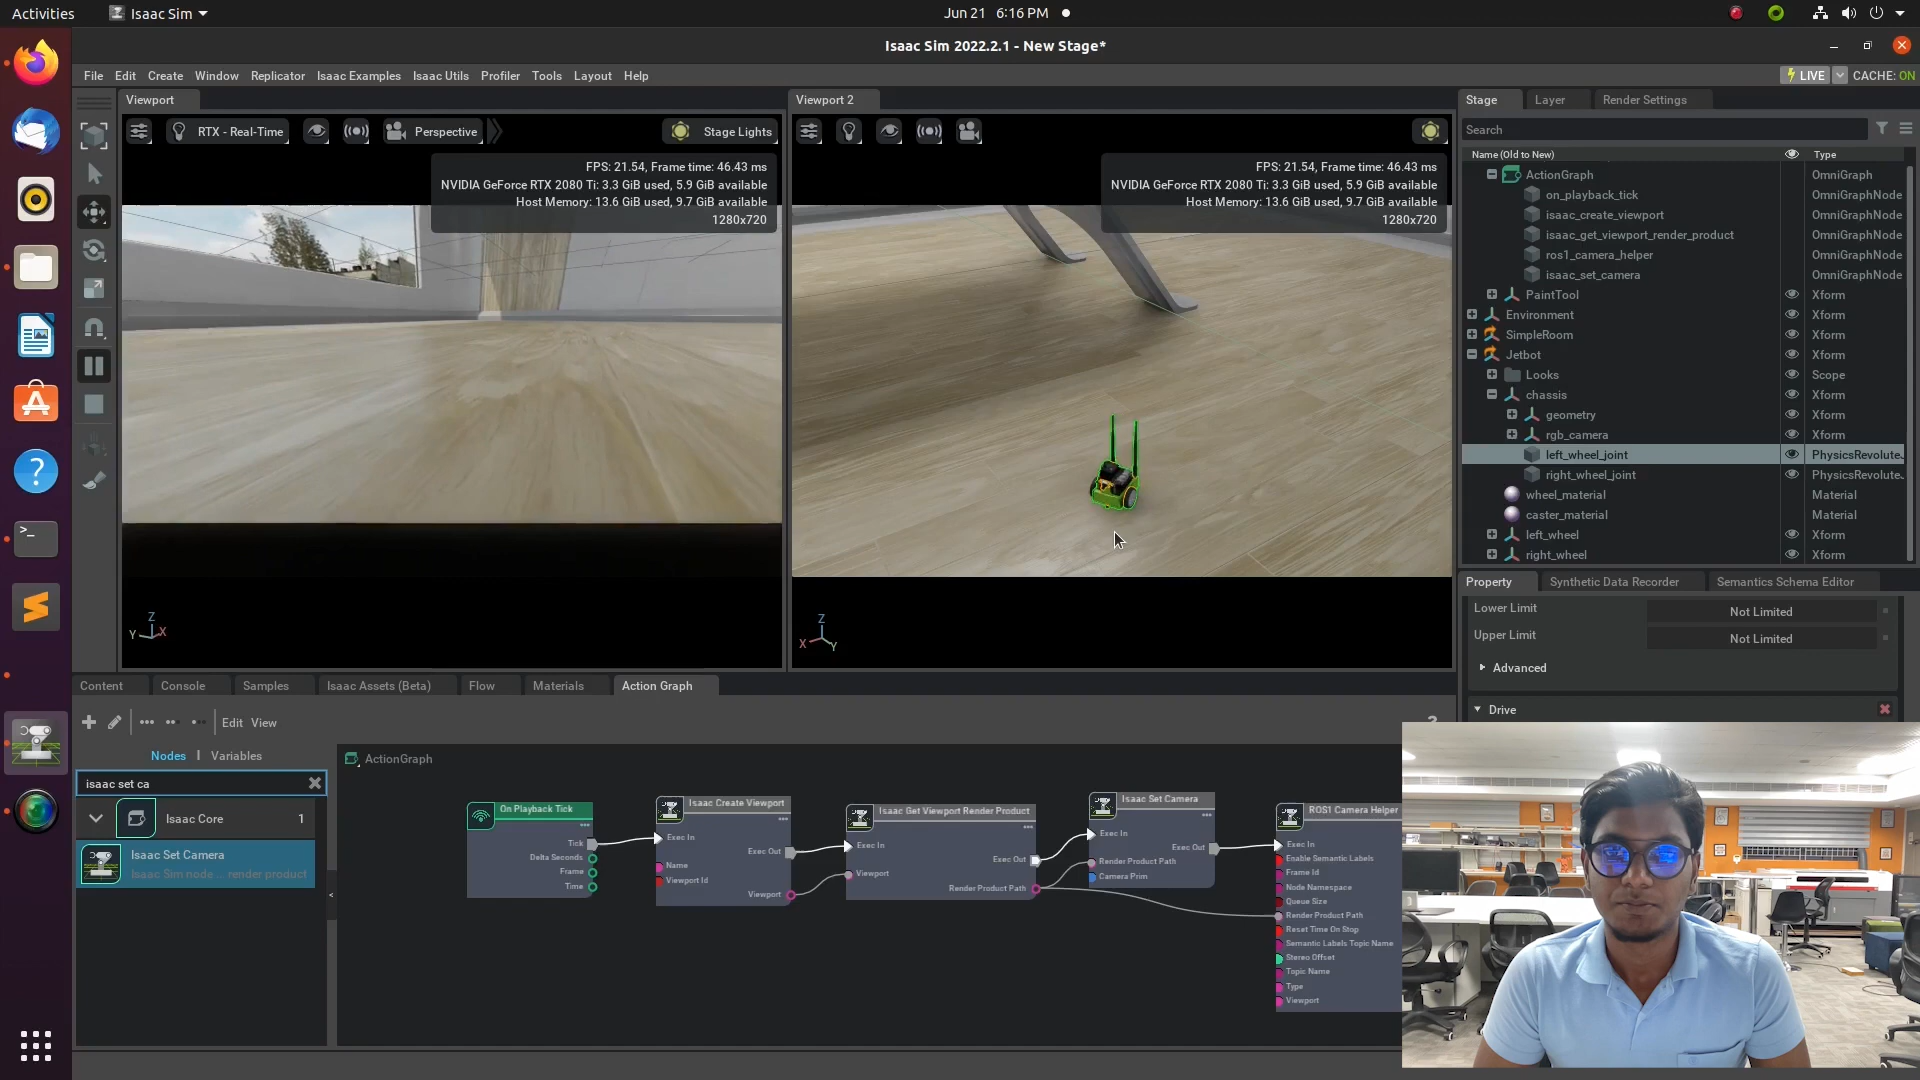 Activities
Isaac Sim
Jun 21 6:16 PM
Isaac Sim 2022.2.1 - New Stage*
File Edit Create Window Replicator Isaac Examples Isaac Utils Profiler Tools Layout Help
LIVE
CACHE: ON
Viewport
RTX - Real-Time
Perspective
Stage Lights
FPS: 21.54, Frame time: 46.43 ms
NVIDIA GeForce RTX 2080 Ti: 3.3 GiB used, 5.9 GiB available
Host Memory: 13.6 GiB used, 9.7 GiB available
1280x720
Z
Y
X
Viewport 2
FPS: 21.54, Frame time: 46.43 ms
NVIDIA GeForce RTX 2080 Ti: 3.3 GiB used, 5.9 GiB available
Host Memory: 13.6 GiB used, 9.7 GiB available
1280x720
Z
X
Y
Stage Layer Render Settings
Search
Name (Old to New) Type
ActionGraph OmniGraph
on_playback_tick OmniGraphNode
isaac_create_viewport OmniGraphNode
isaac_get_viewport_render_product OmniGraphNode
ros1_camera_helper OmniGraphNode
isaac_set_camera OmniGraphNode
PaintTool Xform
Environment Xform
SimpleRoom Xform
Jetbot Xform
Looks Scope
chassis Xform
geometry Xform
rgb_camera Xform
left_wheel_joint PhysicsRevolute.
right_wheel_joint PhysicsRevolute.
wheel_material Material
caster_material Material
left_wheel Xform
right_wheel Xform
Property Synthetic Data Recorder Semantics Schema Editor
Lower Limit Not Limited
Upper Limit Not Limited
Advanced
Drive
Content Console Samples Isaac Assets (Beta) Flow Materials Action Graph
Edit View
?
Nodes | Variables
isaac set ca
Isaac Core 1
Isaac Set Camera
Isaac Sim node ... render product
ActionGraph
On Playback Tick
Tick
Delta Seconds
Frame
Time
Isaac Create Viewport
Exec In
Exec Out
Name
Viewport Id
Viewport
Isaac Get Viewport Render Product
Exec In
Exec Out
Viewport
Render Product Path
Isaac Set Camera
Exec In
Exec Out
Render Product Path
Camera Prim
ROS1 Camera Helper
Exec In
Enable Semantic Labels
Frame Id
Node Namespace
Queue Size
Render Product Path
Reset Time On Stop
Semantic Labels Topic Name
Stereo Offset
Topic Name
Type
Viewport